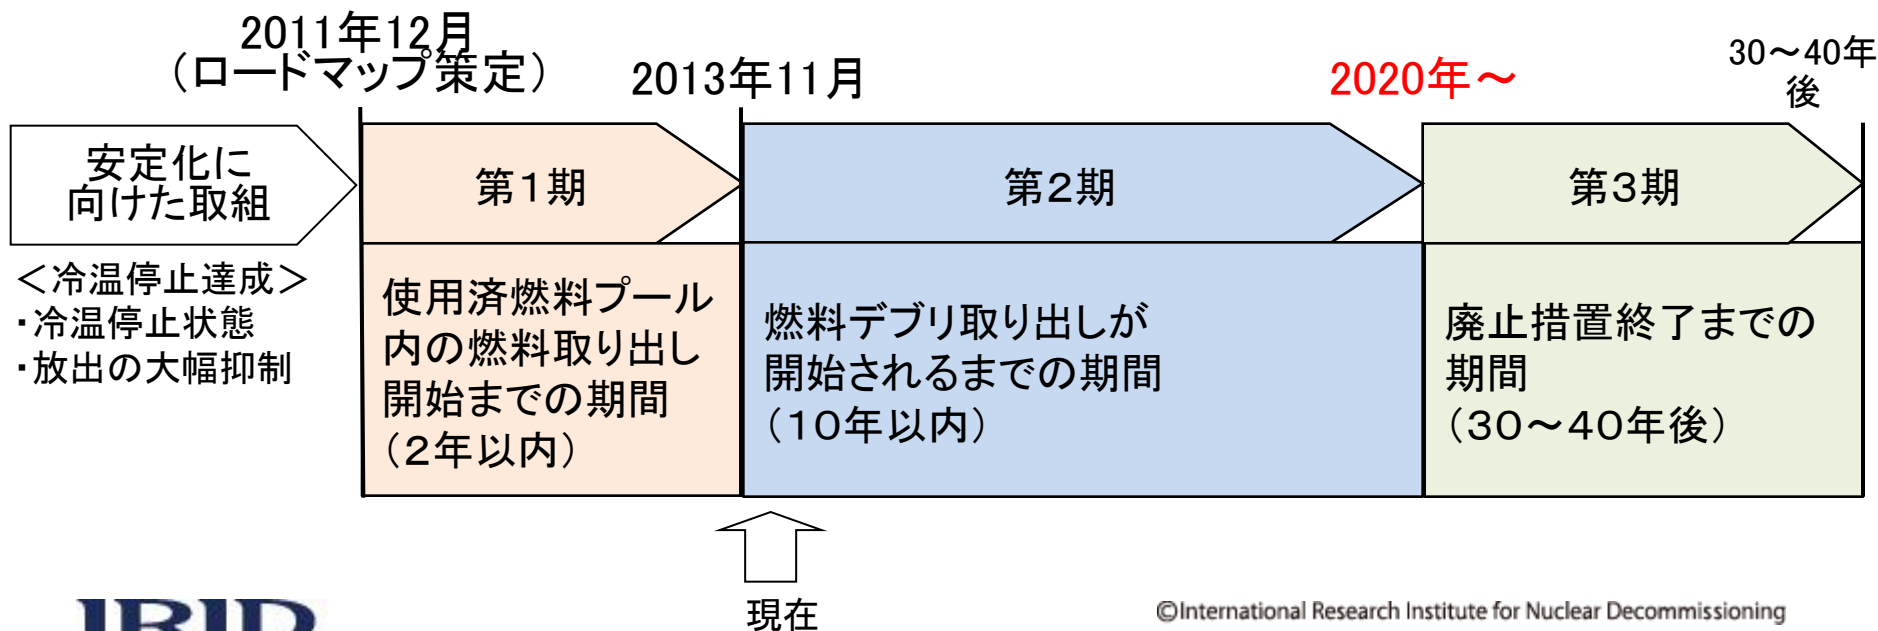 2011年12月
（ロードマップ策定）
2013年11月
2020年～
30～40年
後
安定化に
向けた取組
第１期
第２期
第３期
＜冷温停止達成＞
・冷温停止状態
・放出の大幅抑制
使用済燃料プール
内の燃料取り出し
開始までの期間
（２年以内）
燃料デブリ取り出しが
開始されるまでの期間
（１０年以内）
廃止措置終了までの
期間
（３０～４０年後）
現在
IRID
©International Research Institute for Nuclear Decommissioning